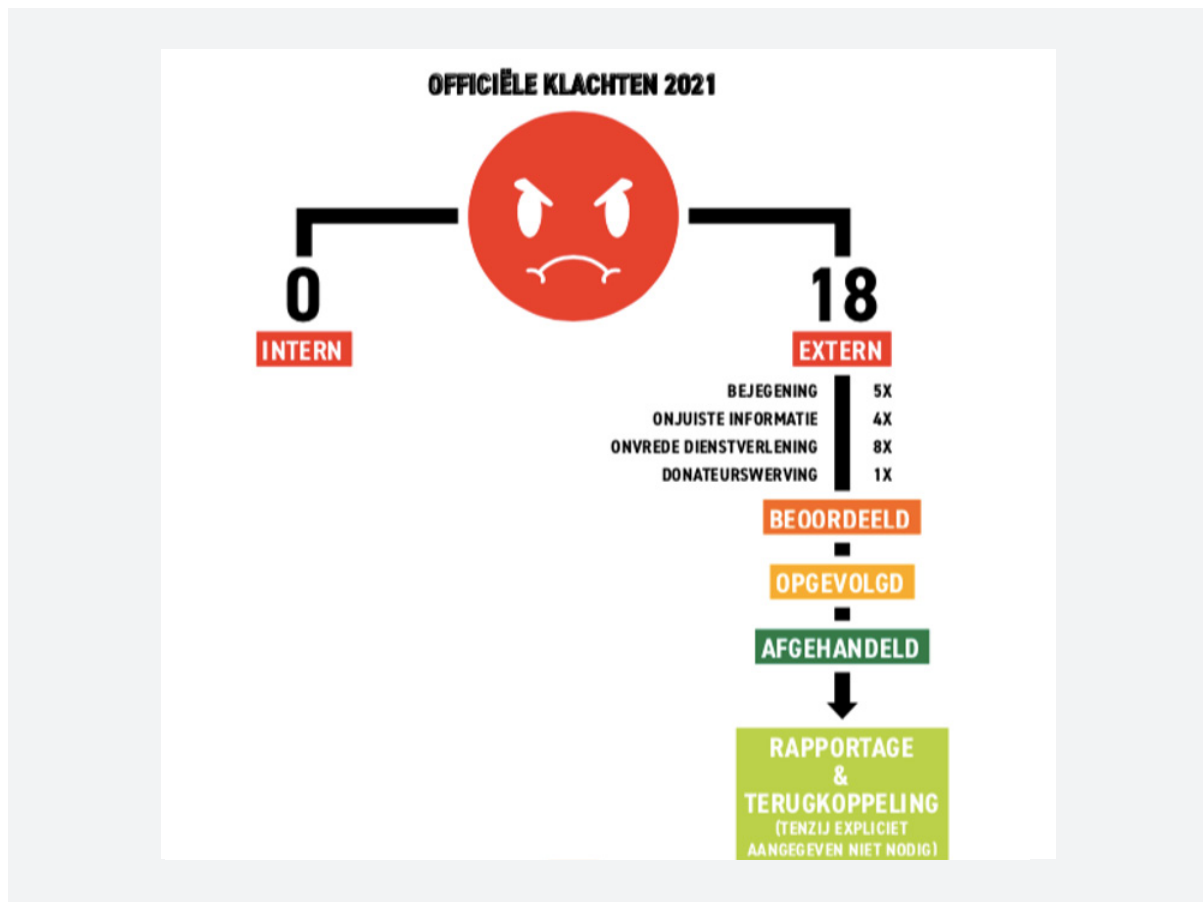 OFFICIËLE KLACHTEN 2021
0
INTERN
18
EXTERN
BEJEGENING 5X
ONJUISTE INFORMATIE 4X
ONVREDE DIENSTVERLENING 8X
DONATEURSWERVING 1X
BEOORDEELD
OPGEVOLGD
AFGEHANDELD
RAPPORTAGE
&
TERUGKOPPELING
(TENZIJ EXPLICIET
AANGEGEVEN NIET NODIG)